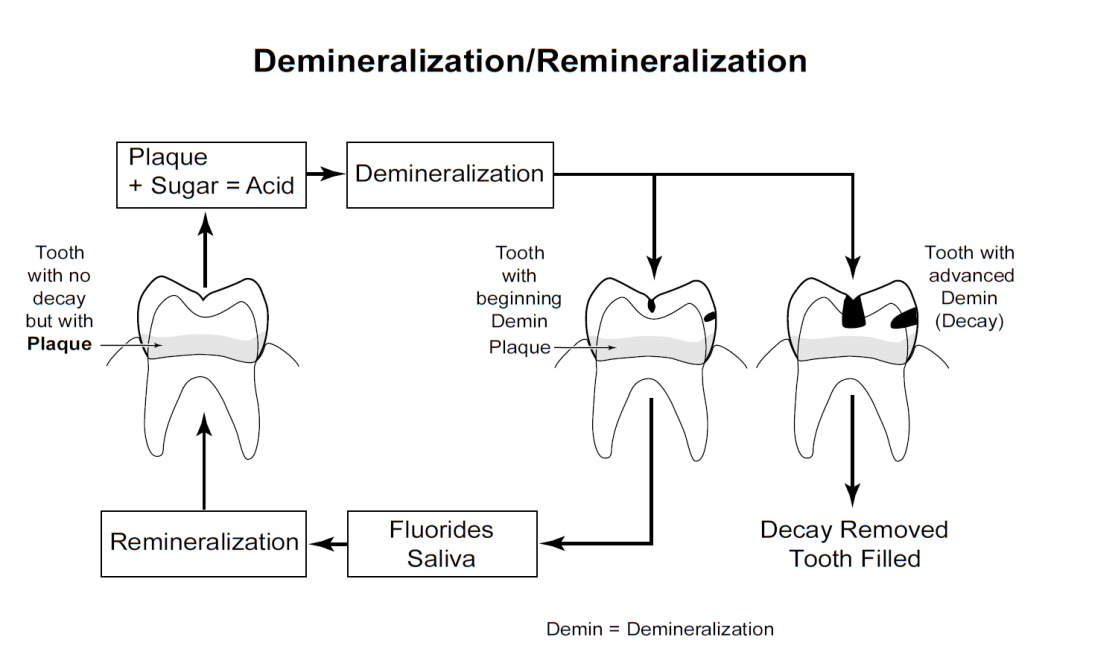 Demineralization/Remineralization
Plaque
+ Sugar = Acid
Demineralization
Tooth
with no
decay
but with
Plaque
Tooth
with
beginning
Demin
Plaque
Tooth with
advanced
Demin
(Decay)
Remineralization
Fluorides
Saliva
Decay Removed
Tooth Filled
Demin = Demineralization